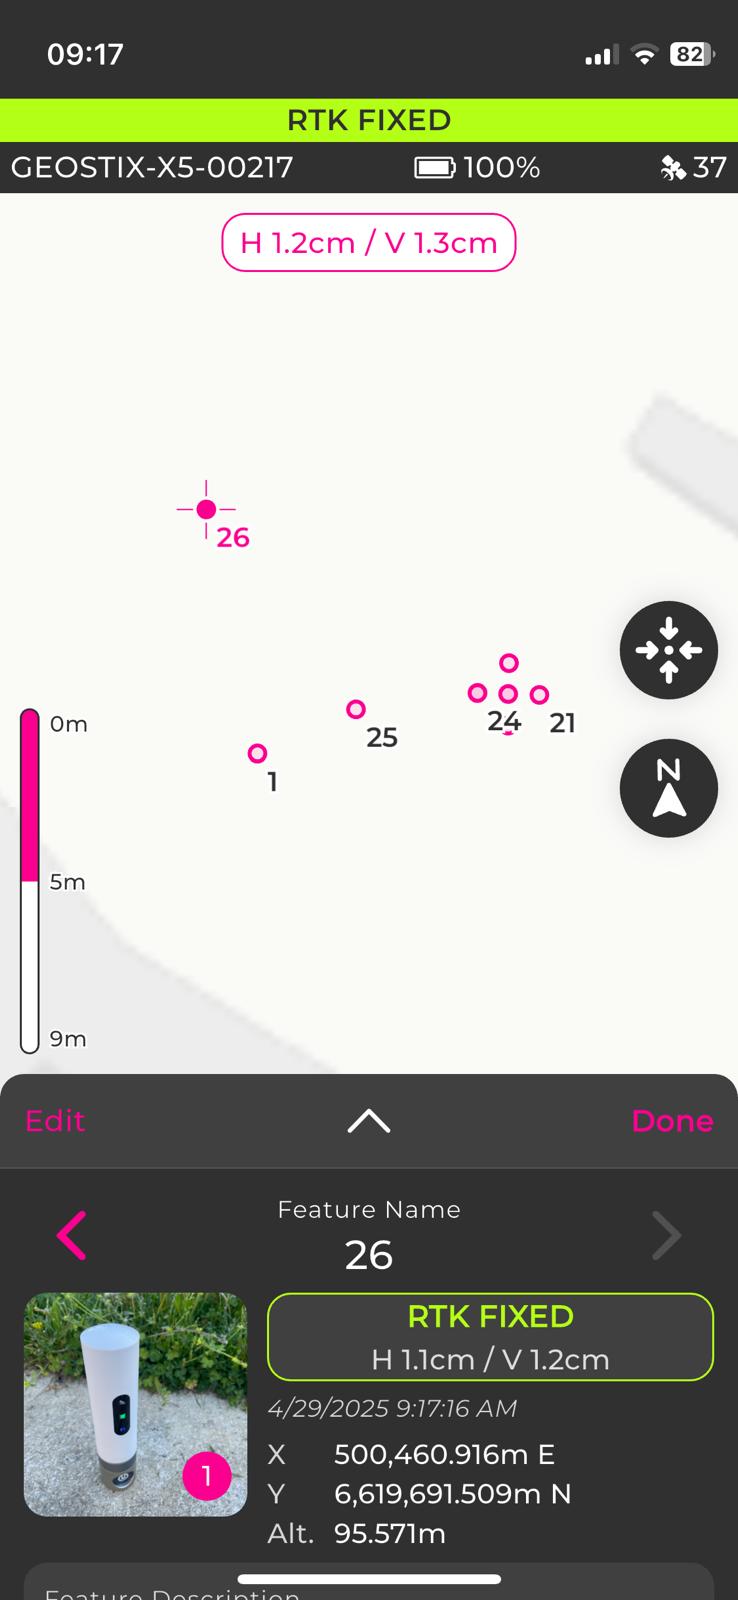 09:17
82
RTK FIXED
GEOSTIX-X5-00217 100% 37
H 1.2cm / V 1.3cm
26
24
21
25
1
0m
5m
9m
N
Edit Done
Feature Name
26
RTK FIXED
H 1.1cm / V 1.2cm
4/29/2025 9:17:16 AM
X 500,460.916m E
Y 6,619,691.509m N
Alt. 95.571m
1
Feature Description